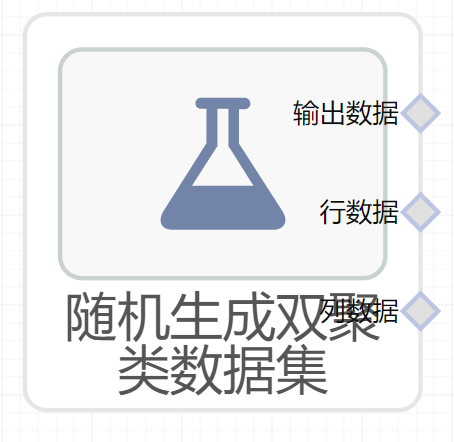 输出数据
行数据
列数据
随机生成双聚
类数据集